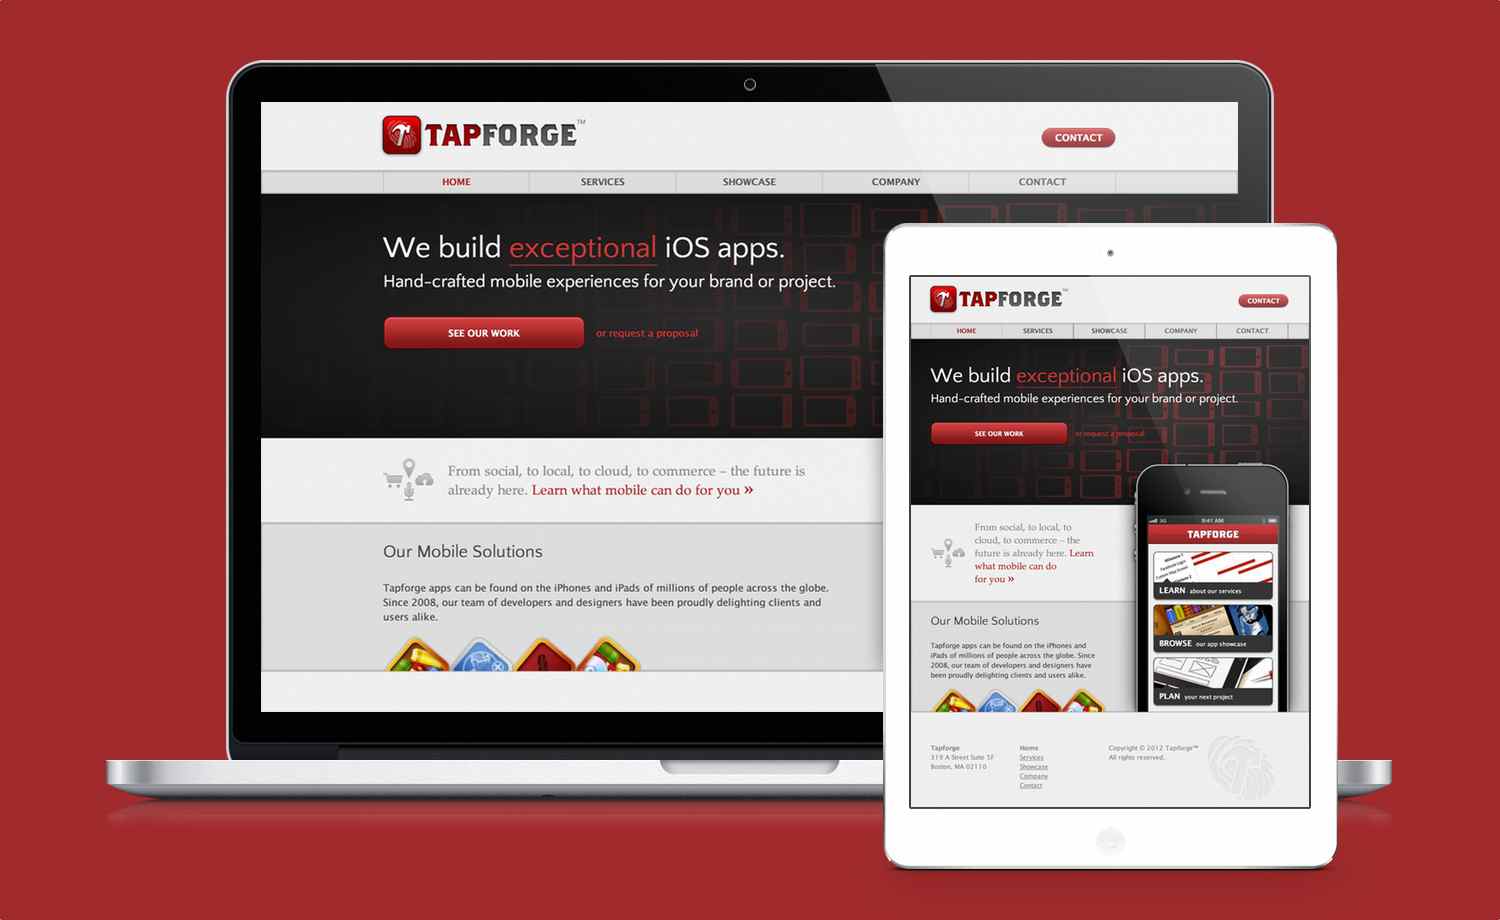 TAPFORGE™
CONTACT
HOME
SERVICES
SHOWCASE
COMPANY
CONTACT
We build exceptional iOS apps.
Hand-crafted mobile experiences for your brand or project.
SEE OUR WORK
or request a proposal
From social, to local, to cloud, to commerce – the future is
already here. Learn what mobile can do for you »
Our Mobile Solutions
Tapforge apps can be found on the iPhones and iPads of millions of people across the globe.
Since 2008, our team of developers and designers have been proudly delighting clients and
users alike.
TAPFORGE™
CONTACT
HOME
SERVICES
SHOWCASE
COMPANY
CONTACT
We build exceptional iOS apps.
Hand-crafted mobile experiences for your brand or project.
SEE OUR WORK
or request a proposal
From social, to local, to
cloud, to commerce – the
future is already here. Learn
what mobile can do
for you »
Our Mobile Solutions
Tapforge apps can be found on the iPhones and
iPads of millions of people across the globe. Since
2008, our team of developers and designers have
been proudly delighting clients and users alike.
3G
9:41 AM
TAPFORGE
LEARN about our services
BROWSE our app showcase
PLAN your next project
Tapforge
319 A Street Suite 5F
Boston, MA 02110
Home
Services
Showcase
Company
Contact
Copyright © 2012 Tapforge™
All rights reserved.